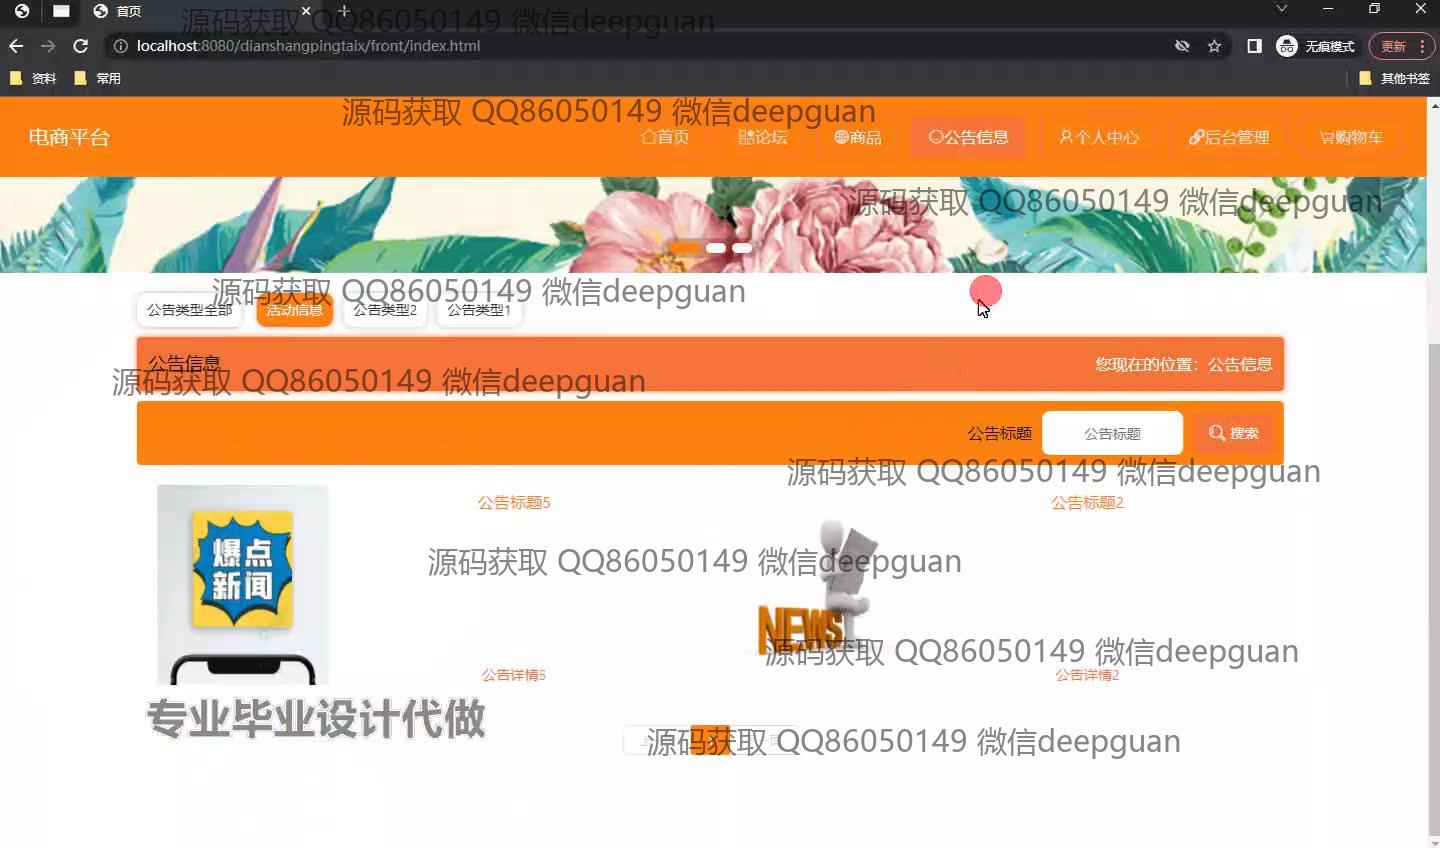 首页
源码获取 QQ86050149 微信deepguan
localhost:8080/dianshangpingtaix/front/index.html
无痕模式
更新
资料
常用
其他书签
源码获取 QQ86050149 微信deepguan
电商平台
首页
论坛
商品
公告信息
个人中心
后台管理
购物车
源码获取 QQ86050149 微信deepguan
源码获取 QQ86050149 微信deepguan
公告类型全部
活动信息
公告类型2
公告类型1
公告信息
您现在的位置：公告信息
源码获取 QQ86050149 微信deepguan
公告标题
公告标题
搜索
源码获取 QQ86050149 微信deepguan
公告标题5
公告标题2
爆点
新闻
源码获取 QQ86050149 微信deepguan
NEWS
源码获取 QQ86050149 微信deepguan
公告详情5
公告详情2
专业毕业设计代做
源码获取 QQ86050149 微信deepguan